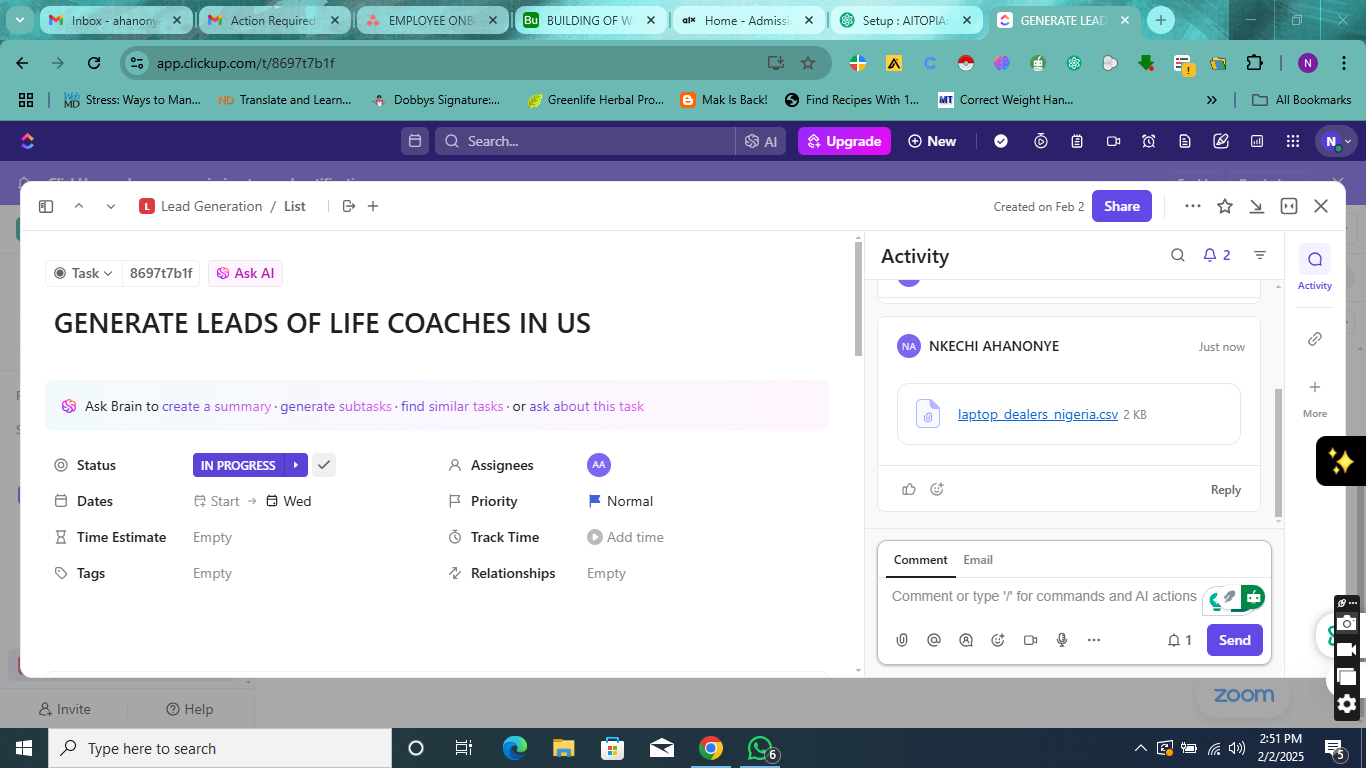 Inbox - ahanony
Action Required
EMPLOYEE ONB
Bu BUILDING OF W
alx Home - Admissi
Setup : AITOPIA
GENERATE LEAD
app.clickup.com/t/8697t7b1f
N
Stress: Ways to Man...
ND Translate and Learn...
Dobbys Signature:...
Greenlife Herbal Pro...
Mak Is Back!
Find Recipes With 1...
MT Correct Weight Han...
All Bookmarks
Search...
AI
Upgrade
New
N
L Lead Generation / List
Created on Feb 2
Share
Task
8697t7b1f
Ask AI
GENERATE LEADS OF LIFE COACHES IN US
Ask Brain to create a summary · generate subtasks · find similar tasks · or ask about this task
Status
IN PROGRESS
Assignees
AA
Dates
Start
Wed
Priority
Normal
Time Estimate
Empty
Track Time
Add time
Tags
Empty
Relationships
Empty
Activity
2
NA NKECHI AHANONYE
Just now
laptop_dealers_nigeria.csv 2 KB
Reply
Comment
Email
Comment or type '/' for commands and AI actions
1
Send
Activity
More
Invite
Help
zoom
Type here to search
6
2:51 PM
2/2/2025
5